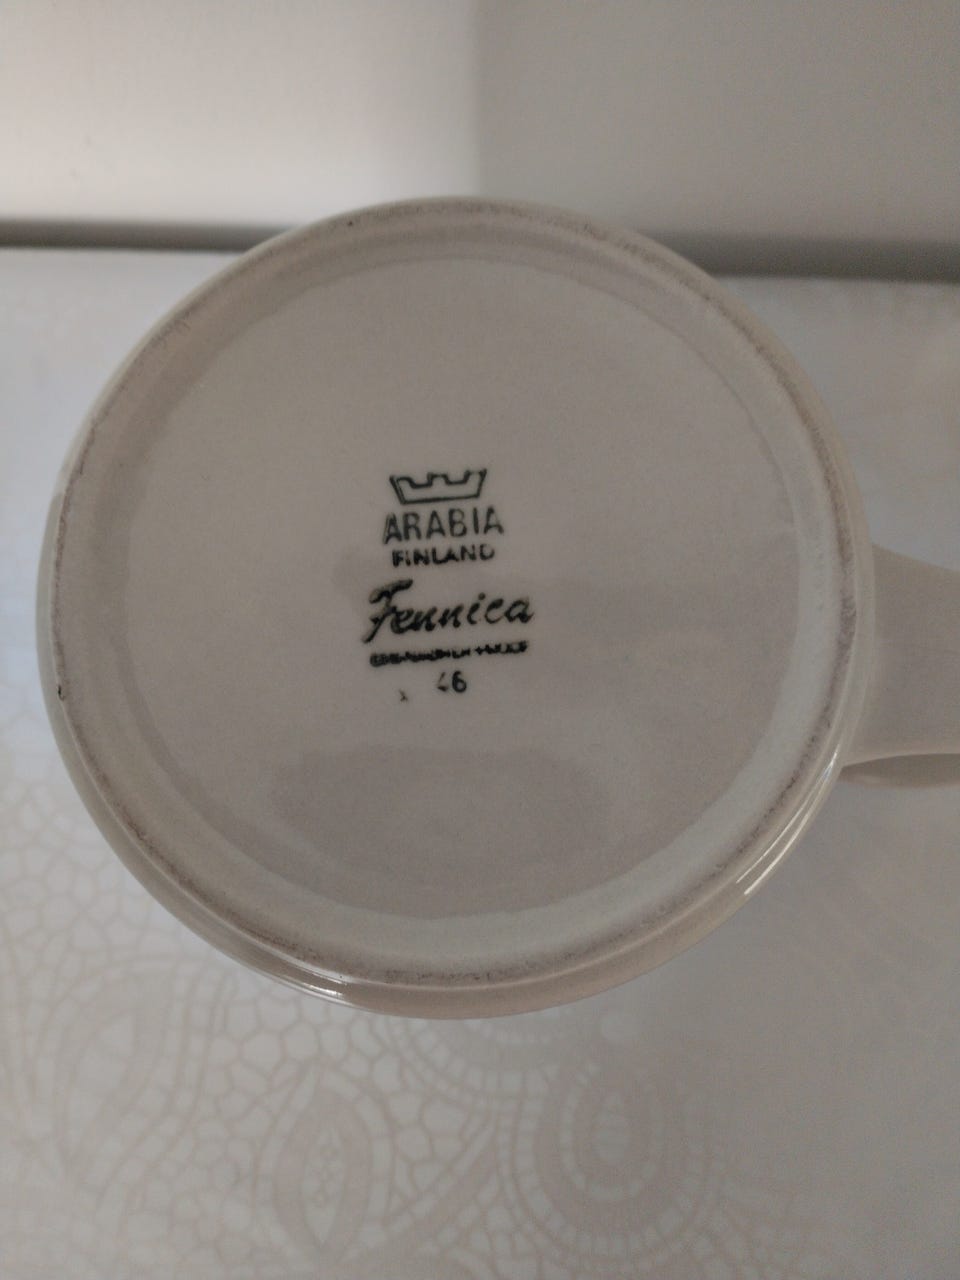 ARABIA
FINLAND
Fennica
46